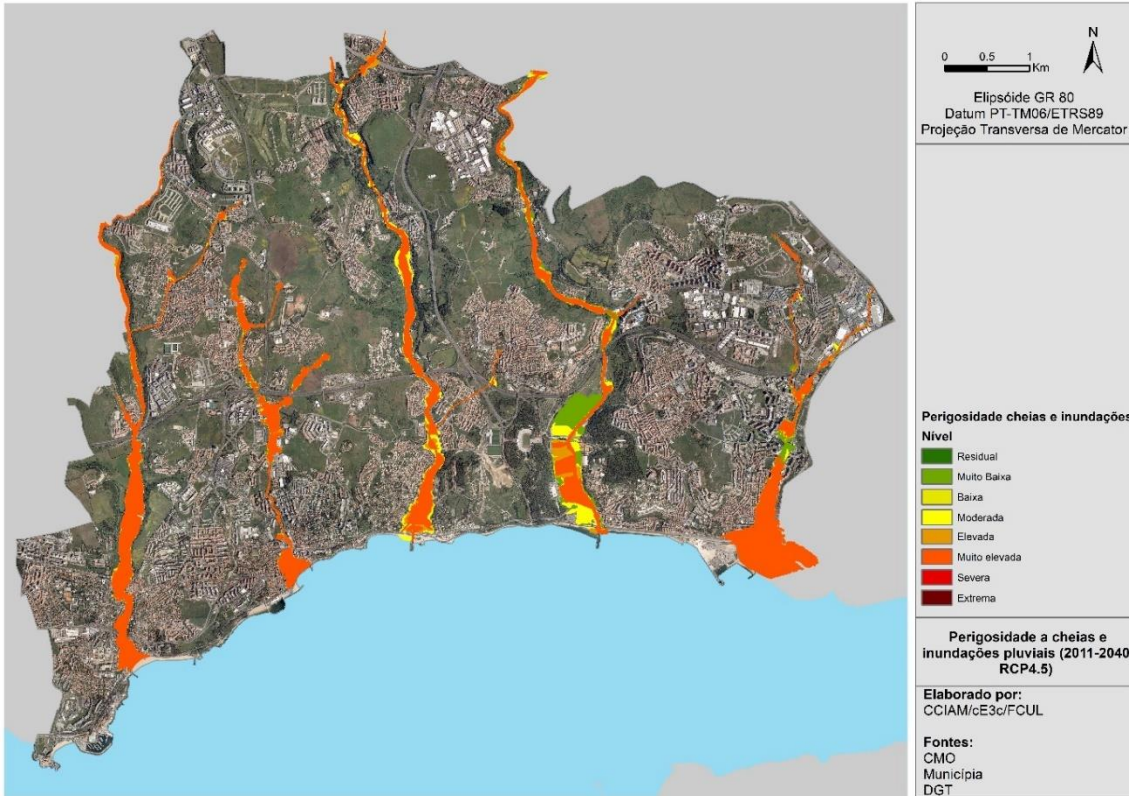 N
0 0.5 1
Km
Elipsóide GR 80
Datum PT-TM06/ETRS89
Projeção Transversa de Mercator
Perigosidade cheias e inundações
Nível
Residual
Muito Baixa
Baixa
Moderada
Elevada
Muito elevada
Severa
Extrema
Perigosidade a cheias e
inundações pluviais (2011-2040
RCP4.5)
Elaborado por:
CCIAM/cE3c/FCUL
Fontes:
CMO
Municípia
DGT